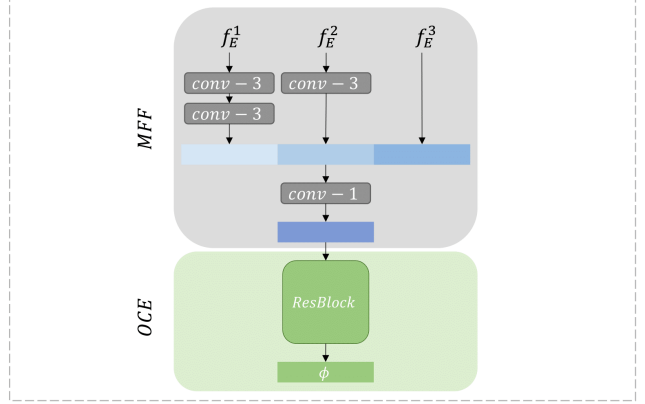 f_E^1 f_E^2 f_E^3
conv − 3 conv − 3
conv − 3
MFF
conv − 1
ResBlock
OCE
ϕ